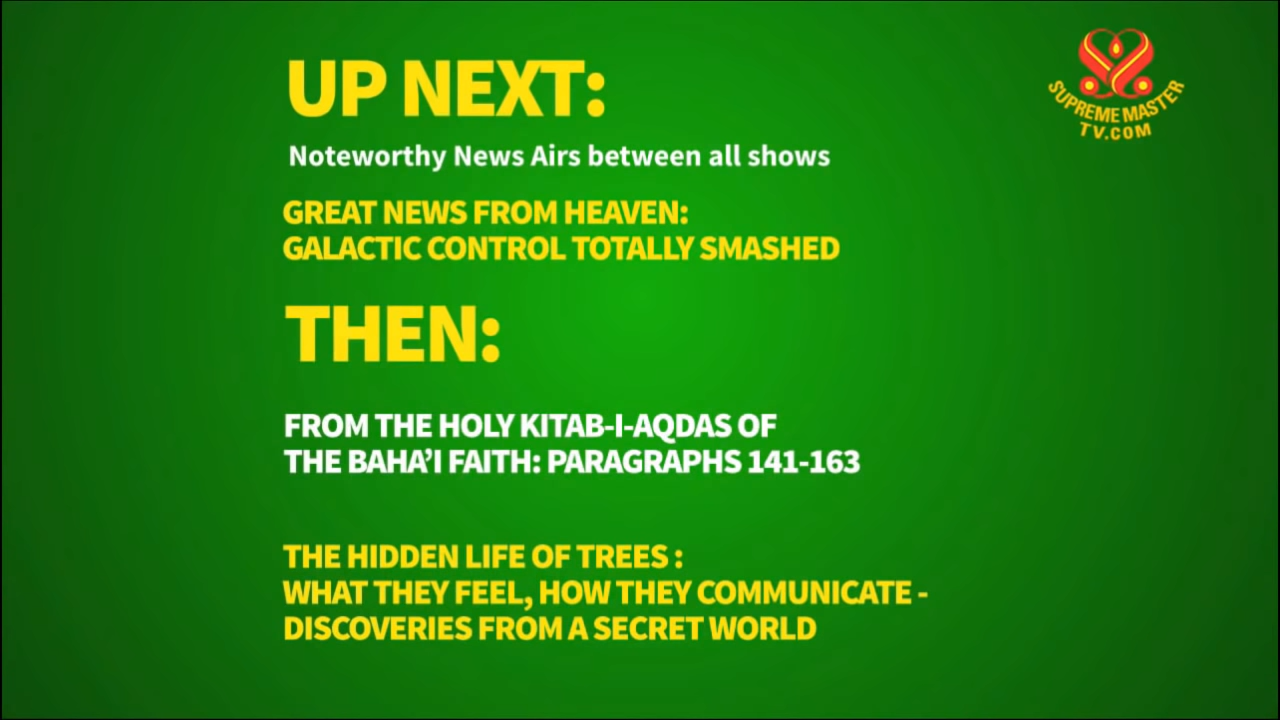 UP NEXT:
SUPREME MASTER
TV.COM
Noteworthy News Airs between all shows
GREAT NEWS FROM HEAVEN:
GALACTIC CONTROL TOTALLY SMASHED
THEN:
FROM THE HOLY KITAB-I-AQDAS OF
THE BAHA’I FAITH: PARAGRAPHS 141-163
THE HIDDEN LIFE OF TREES :
WHAT THEY FEEL, HOW THEY COMMUNICATE -
DISCOVERIES FROM A SECRET WORLD